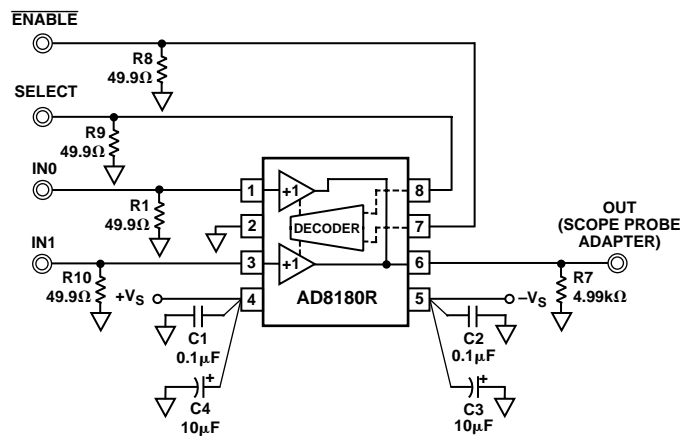 ENABLE
R8
49.9Ω
SELECT
R9
49.9Ω
IN0
R1
49.9Ω
IN1
R10
49.9Ω
1
+1
8
2
DECODER
7
3
+1
6
4
AD8180R
5
OUT
(SCOPE PROBE
ADAPTER)
R7
4.99kΩ
+VS
–VS
C1
0.1µF
C2
0.1µF
+
C4
10µF
+
C3
10µF